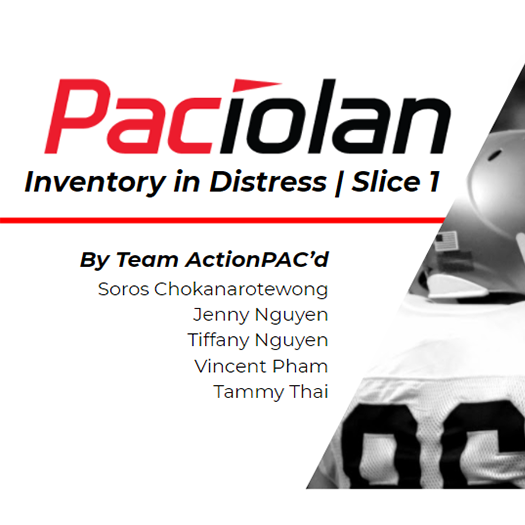 Paciolan
Inventory in Distress | Slice 1
By Team ActionPAC’d
Soros Chokanarotewong
Jenny Nguyen
Tiffany Nguyen
Vincent Pham
Tammy Thai